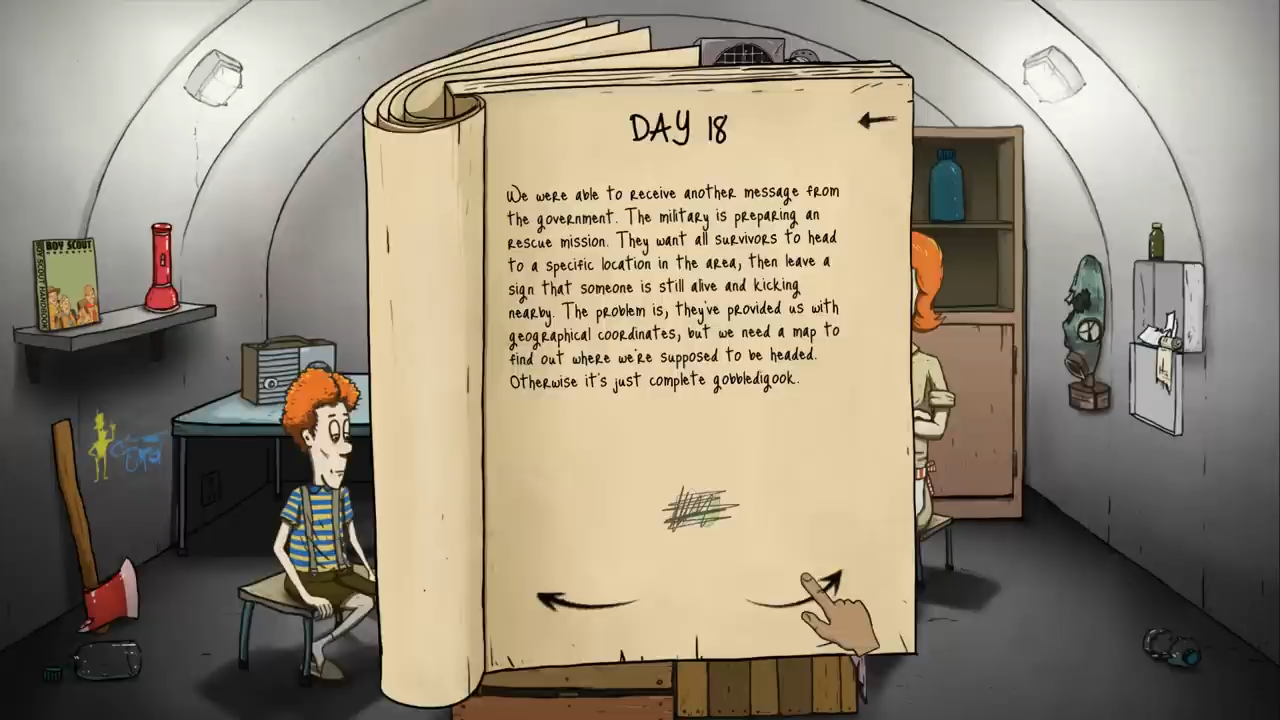 DAY 18
We were able to receive another message from
the government. The military is preparing an
rescue mission. They want all survivors to head
to a specific location in the area, then leave a
sign that someone is still alive and kicking
nearby. The problem is, they've provided us with
geographical coordinates, but we need a map to
find out where we're supposed to be headed.
Otherwise it's just complete gobbledigook.
BOY SCOUT
BOY SCOUT HANDBOOK